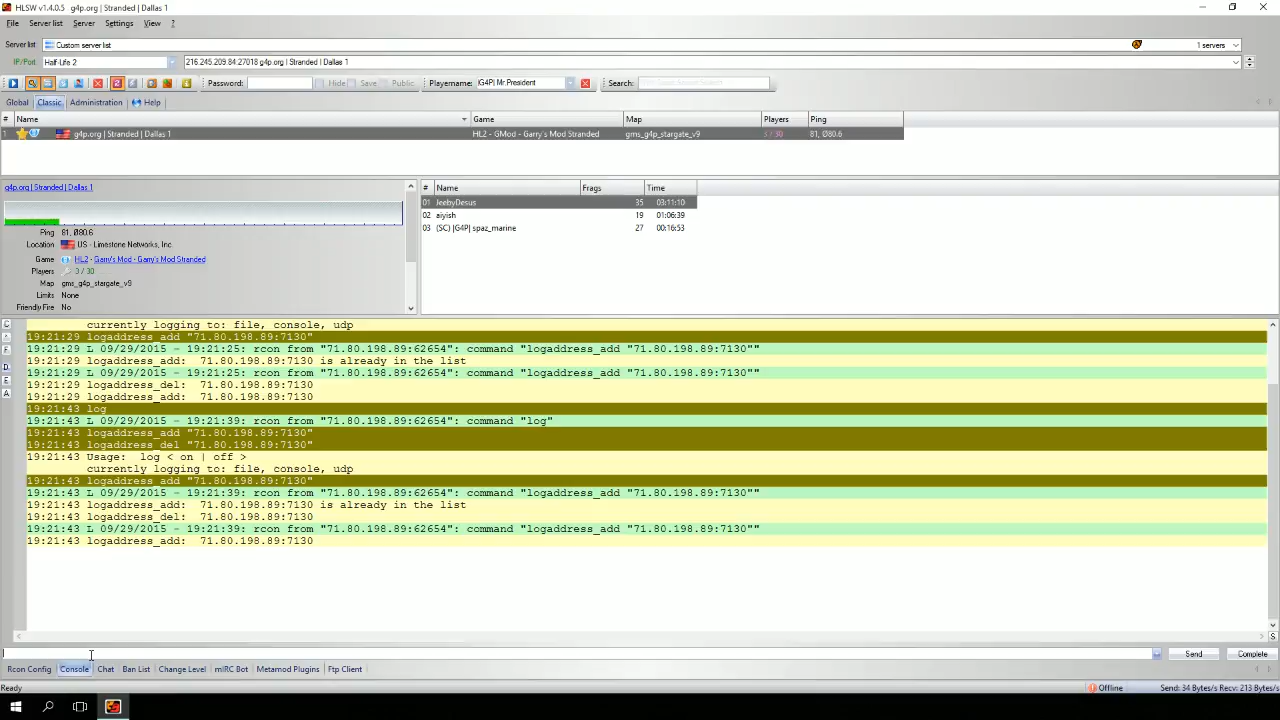 HLSW v1.4.0.5 g4p.org | Stranded | Dallas 1
File Server list Server Settings View ?
Server list Custom server list 1 servers
IP/Port Half-Life 2 216.245.209.84:27018 g4p.org | Stranded | Dallas 1
Password: Hide Save Public Playername: |G4P| Mr.President Search:
Global Classic Administration Help
# Name Game Map Players Ping
1 g4p.org | Stranded | Dallas 1 HL2 - GMod - Garry's Mod Stranded gms_g4p_stargate_v9 3 / 30 81, Ø80.6
g4p.org | Stranded | Dallas 1
Ping 81, Ø80.6
Location US - Limestone Networks, Inc.
Game HL2 - Garry's Mod - Garry's Mod Stranded
Players 3 / 30
Map gms_g4p_stargate_v9
Limits None
Friendly Fire No
# Name Frags Time
01 JeebyDesus 35 03:11:10
02 aiyish 19 01:06:39
03 (SC) |G4P| spaz_marine 27 00:16:53
currently logging to: file, console, udp
19:21:29 logaddress_add "71.80.198.89:7130"
19:21:29 L 09/29/2015 - 19:21:25: rcon from "71.80.198.89:62654": command "logaddress_add "71.80.198.89:7130""
19:21:29 logaddress_add: 71.80.198.89:7130 is already in the list
19:21:29 L 09/29/2015 - 19:21:25: rcon from "71.80.198.89:62654": command "logaddress_add "71.80.198.89:7130""
19:21:29 logaddress_del: 71.80.198.89:7130
19:21:29 logaddress_add: 71.80.198.89:7130
19:21:43 log
19:21:43 L 09/29/2015 - 19:21:39: rcon from "71.80.198.89:62654": command "log"
19:21:43 logaddress_add "71.80.198.89:7130"
19:21:43 logaddress_del "71.80.198.89:7130"
19:21:43 Usage: log < on | off >
currently logging to: file, console, udp
19:21:43 logaddress_add "71.80.198.89:7130"
19:21:43 L 09/29/2015 - 19:21:39: rcon from "71.80.198.89:62654": command "logaddress_add "71.80.198.89:7130""
19:21:43 logaddress_add: 71.80.198.89:7130 is already in the list
19:21:43 logaddress_del: 71.80.198.89:7130
19:21:43 L 09/29/2015 - 19:21:39: rcon from "71.80.198.89:62654": command "logaddress_add "71.80.198.89:7130""
19:21:43 logaddress_add: 71.80.198.89:7130
Send Complete
Rcon Config Console Chat Ban List Change Level mIRC Bot Metamod Plugins Ftp Client
Ready Offline Send: 34 Bytes/s Recv: 213 Bytes/s